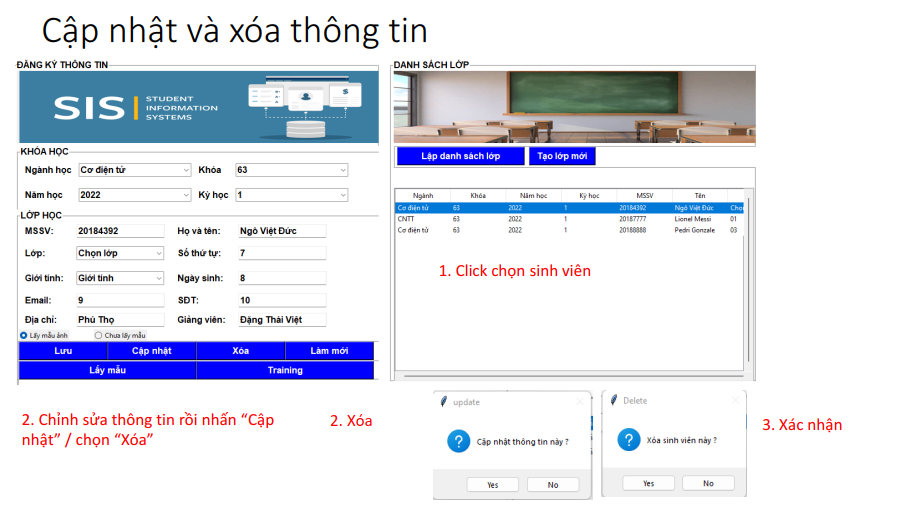 Cập nhật và xóa thông tin
ĐĂNG KÝ THÔNG TIN
SIS STUDENT INFORMATION SYSTEMS
KHÓA HỌC
Ngành học Cơ điện tử Khóa 63
Năm học 2022 Kỳ học 1
LỚP HỌC
MSSV: 20184392 Họ và tên: Ngô Việt Đức
Lớp: Chọn lớp Số thứ tự: 7
Giới tính: Giới tính Ngày sinh: 8
Email: 9 SĐT: 10
Địa chỉ: Phú Thọ Giảng viên: Đặng Thái Việt
Lấy mẫu ảnh Chưa lấy mẫu
Lưu Cập nhật Xóa Làm mới
Lấy mẫu Training
DANH SÁCH LỚP
Lập danh sách lớp Tạo lớp mới
Ngành Khóa Năm học Kỳ học MSSV Tên
Cơ điện tử 63 2022 1 20184392 Ngô Việt Đức Chọ
CNTT 63 2022 1 20187777 Lionel Messi 01
Cơ điện tử 63 2022 1 20188888 Pedri Gonzale 03
1. Click chọn sinh viên
2. Chỉnh sửa thông tin rồi nhấn “Cập
nhật” / chọn “Xóa”
2. Xóa
update
Cập nhật thông tin này ?
Yes No
Delete
Xóa sinh viên này ?
Yes No
3. Xác nhận